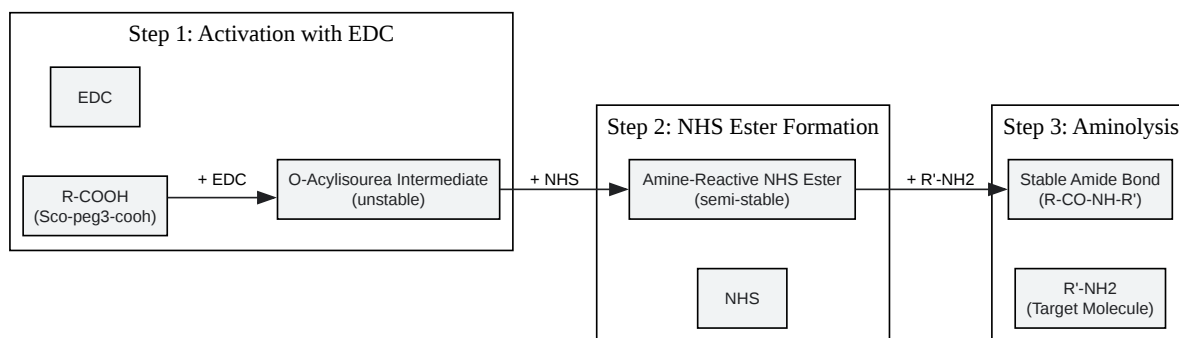 Step 1: Activation with EDC
EDC
R-COOH
(Sco-peg3-cooh)
+ EDC
O-Acylisourea Intermediate
(unstable)
+ NHS
Step 2: NHS Ester Formation
Amine-Reactive NHS Ester
(semi-stable)
NHS
+ R'-NH2
Step 3: Aminolysis
Stable Amide Bond
(R-CO-NH-R')
R'-NH2
(Target Molecule)